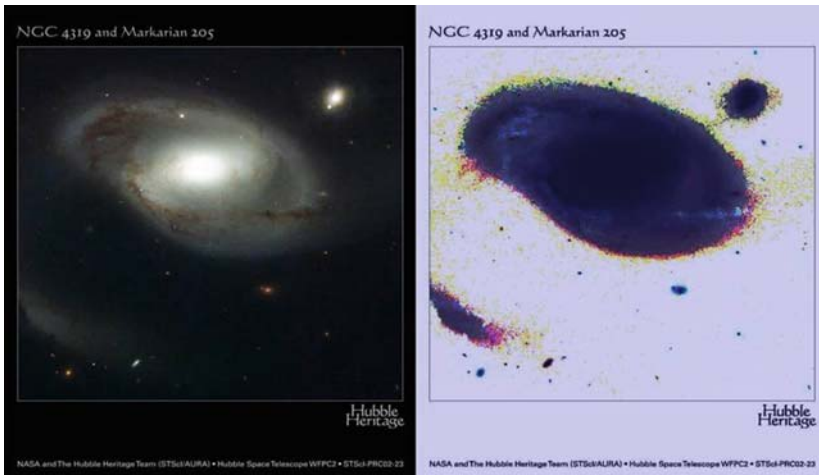 NGC 4319 and Markarian 205
Hubble
Heritage
NASA and The Hubble Heritage Team (STScI/AURA) • Hubble Space Telescope WFPC2 • STScI-PRC02-23
NGC 4319 and Markarian 205
Hubble
Heritage
NASA and The Hubble Heritage Team (STScI/AURA) • Hubble Space Telescope WFPC2 • STScI-PRC02-23